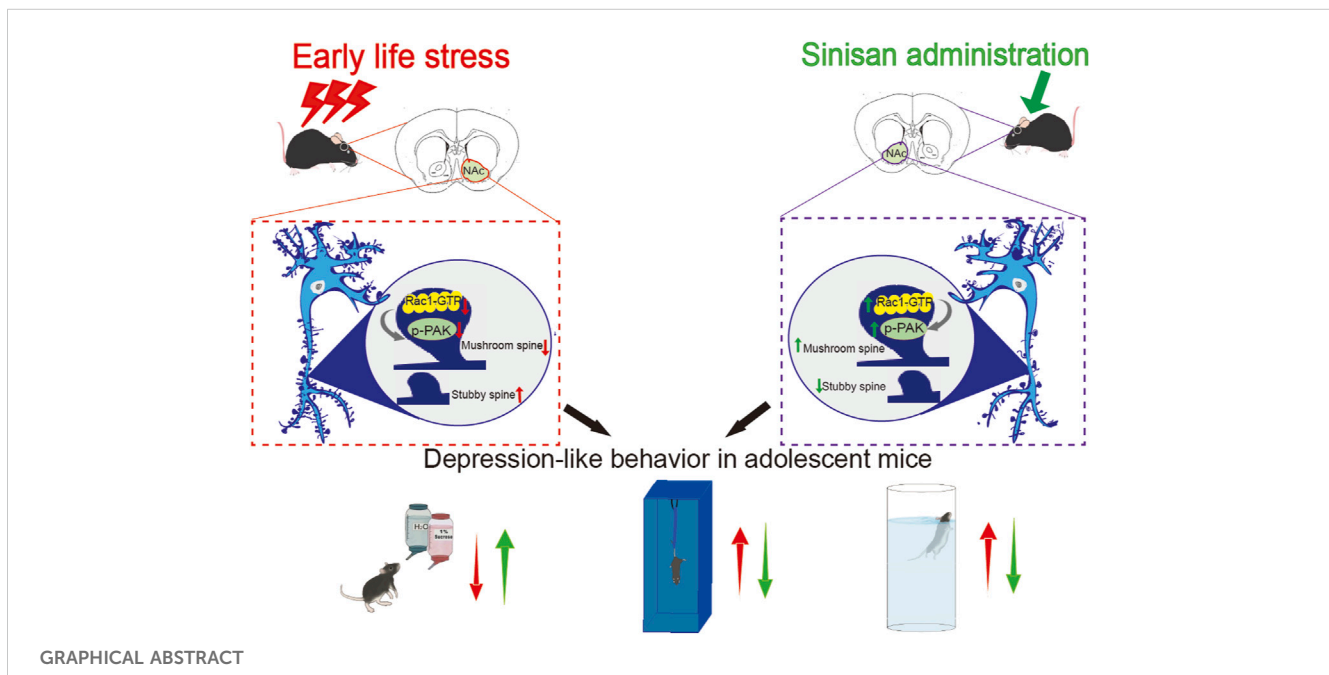 Early life stress
Sinisan administration
NAc
NAc
Rac1-GTP
p-PAK
Mushroom spine
Stubby spine
Rac1-GTP
p-PAK
Mushroom spine
Stubby spine
Depression-like behavior in adolescent mice
H₂O
1%
Sucrose
GRAPHICAL ABSTRACT